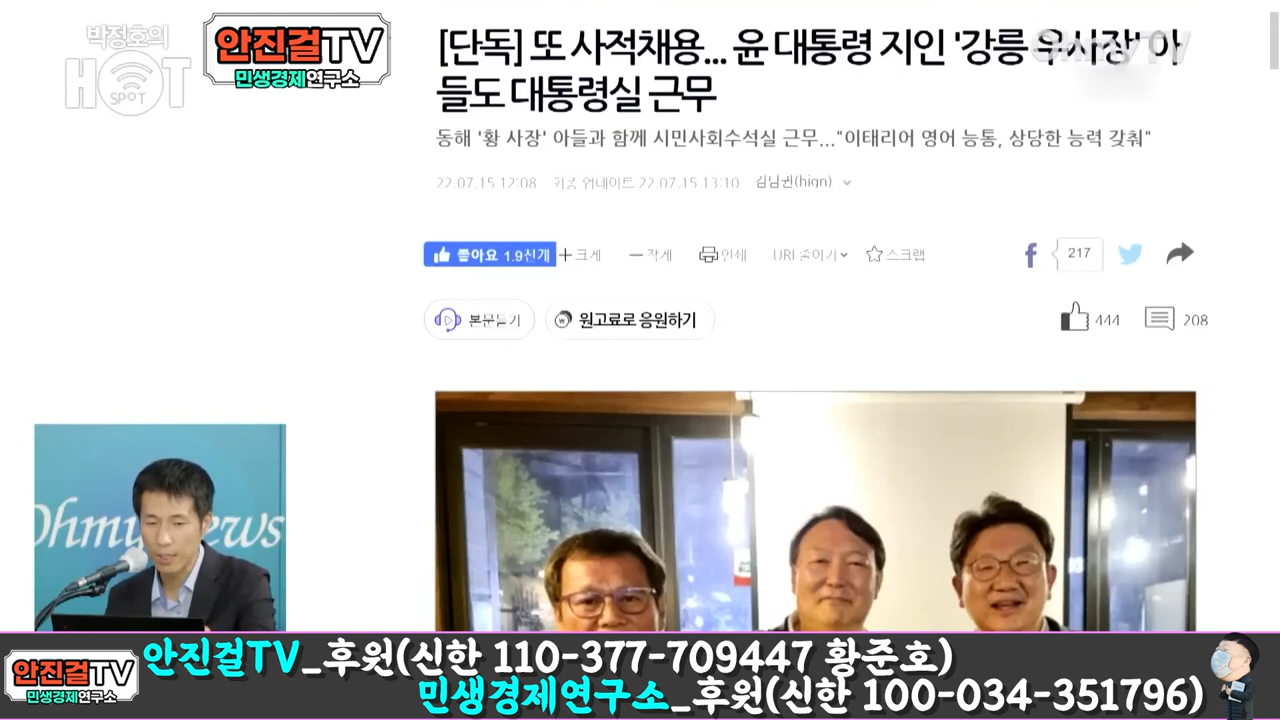 박정호의
HOT
SPOT
안진걸TV
민생경제연구소
[단독] 또 사적채용... 윤 대통령 지인 '강릉 우사장' 아
들도 대통령실 근무
동해 '황 사장' 아들과 함께 시민사회수석실 근무..."이태리어 영어 능통, 상당한 능력 갖춰"
22.07.15 12:08 최종 업데이트 22.07.15 13:10 김남권(hign)
좋아요 1.9천개 크게 작게 인쇄 URL 줄이기 스크랩
217
본문듣기 원고료로 응원하기
444 208
Ohmynews
안진걸TV
민생경제연구소
안진걸TV_후원(신한 110-377-709447 황준호)
민생경제연구소_후원(신한 100-034-351796)